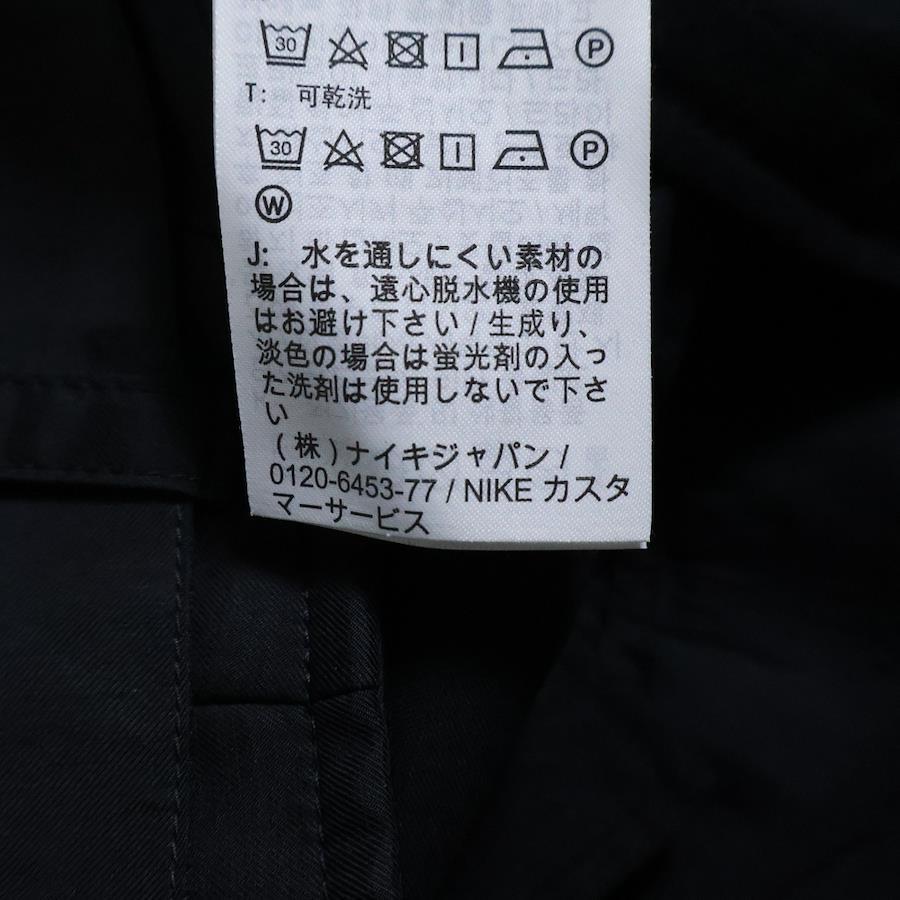 30 P
T: 可乾洗
30 P
W
J: 水を通しにくい素材の
場合は、遠心脱水機の使用
はお避け下さい / 生成り、
淡色の場合は蛍光剤の入っ
た洗剤は使用しないで下さ
い
(株)ナイキジャパン /
0120-6453-77 / NIKE カスタ
マーサービス